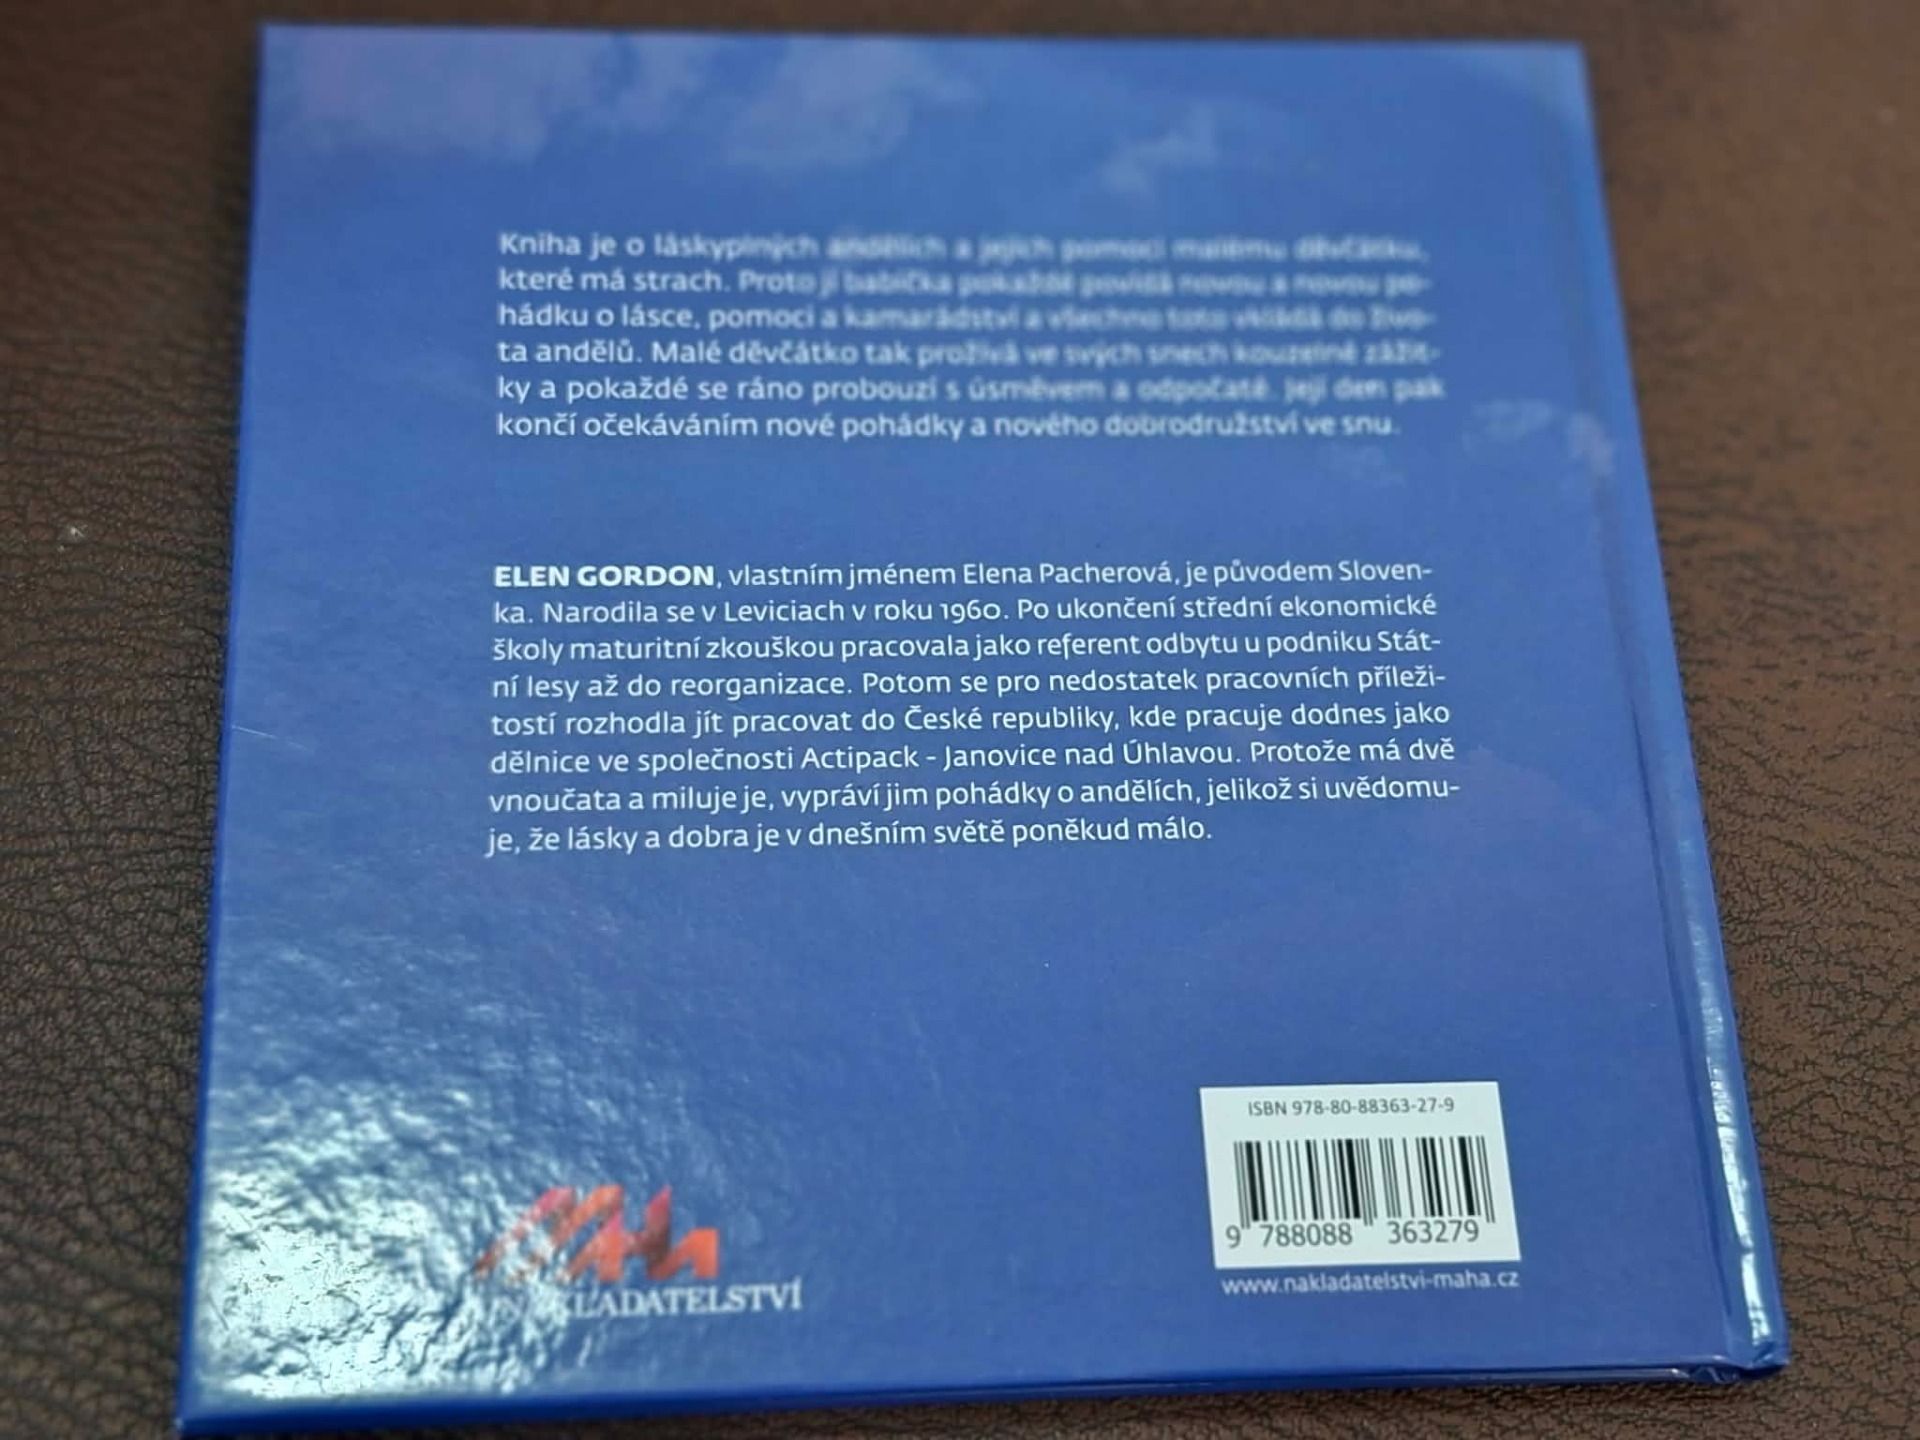 Kniha je o láskyplných andělích a jejich pomoci malému děvčátku,
které má strach. Proto jí babička pokaždé povídá novou a novou po-
hádku o lásce, pomoci a kamarádství a všechno toto vkládá do živo-
ta andělů. Malé děvčátko tak prožívá ve svých snech kouzelné zážit-
ky a pokaždé se ráno probouzí s úsměvem a odpočaté. Její den pak
končí očekáváním nové pohádky a nového dobrodružství ve snu.
ELEN GORDON, vlastním jménem Elena Pacherová, je původem Sloven-
ka. Narodila se v Leviciach v roku 1960. Po ukončení střední ekonomické
školy maturitní zkouškou pracovala jako referent odbytu u podniku Stát-
ní lesy až do reorganizace. Potom se pro nedostatek pracovních příleži-
tostí rozhodla jít pracovat do České republiky, kde pracuje dodnes jako
dělnice ve společnosti Actipack - Janovice nad Úhlavou. Protože má dvě
vnoučata a miluje je, vypráví jim pohádky o andělích, jelikož si uvědomu-
je, že lásky a dobra je v dnešním světě poněkud málo.
ISBN 978-80-88363-27-9
9 788088 363279
www.nakladatelstvi-maha.cz
MAHA
NAKLADATELSTVÍ